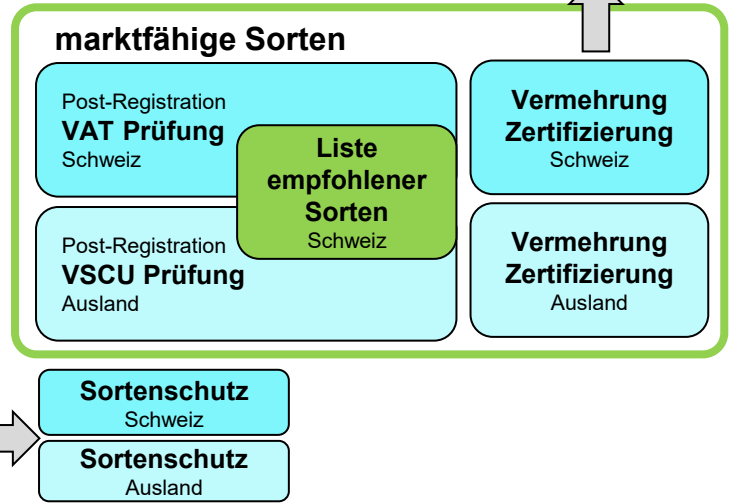 marktfähige Sorten
Post-Registration
VAT Prüfung
Schweiz
Liste
empfohlener
Sorten
Schweiz
Post-Registration
VSCU Prüfung
Ausland
Vermehrung
Zertifizierung
Schweiz
Vermehrung
Zertifizierung
Ausland
Sortenschutz
Schweiz
Sortenschutz
Ausland